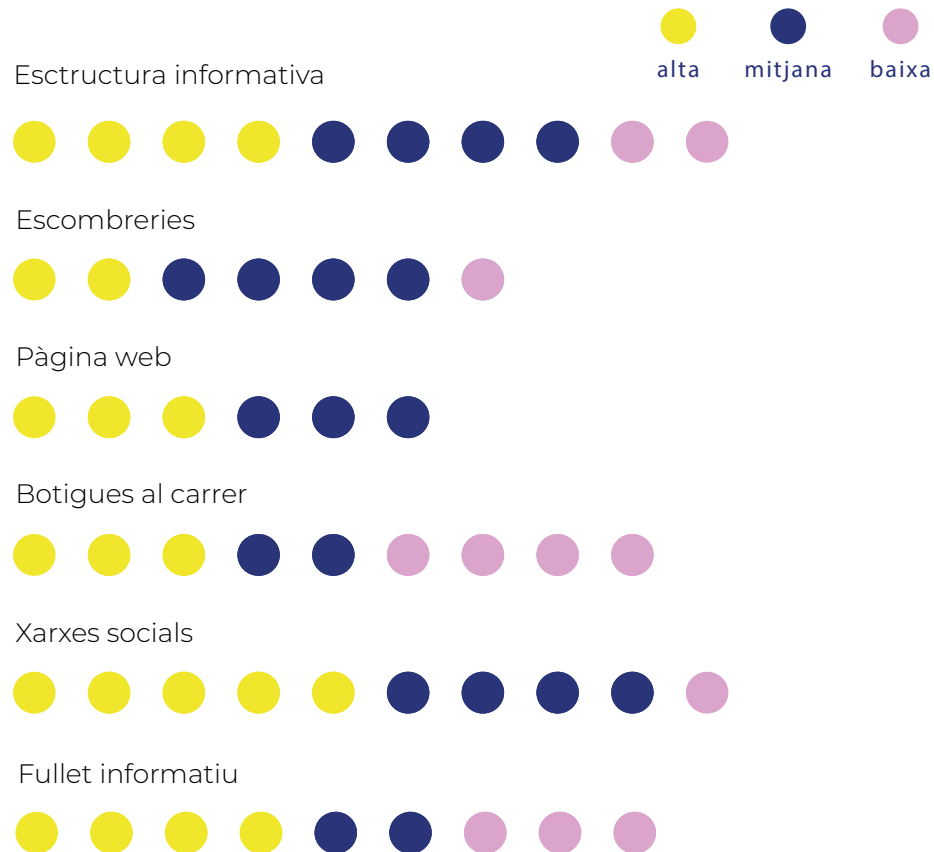 alta mitjana baixa
Esctructura informativa
Escombreries
Pàgina web
Botigues al carrer
Xarxes socials
Fullet informatiu